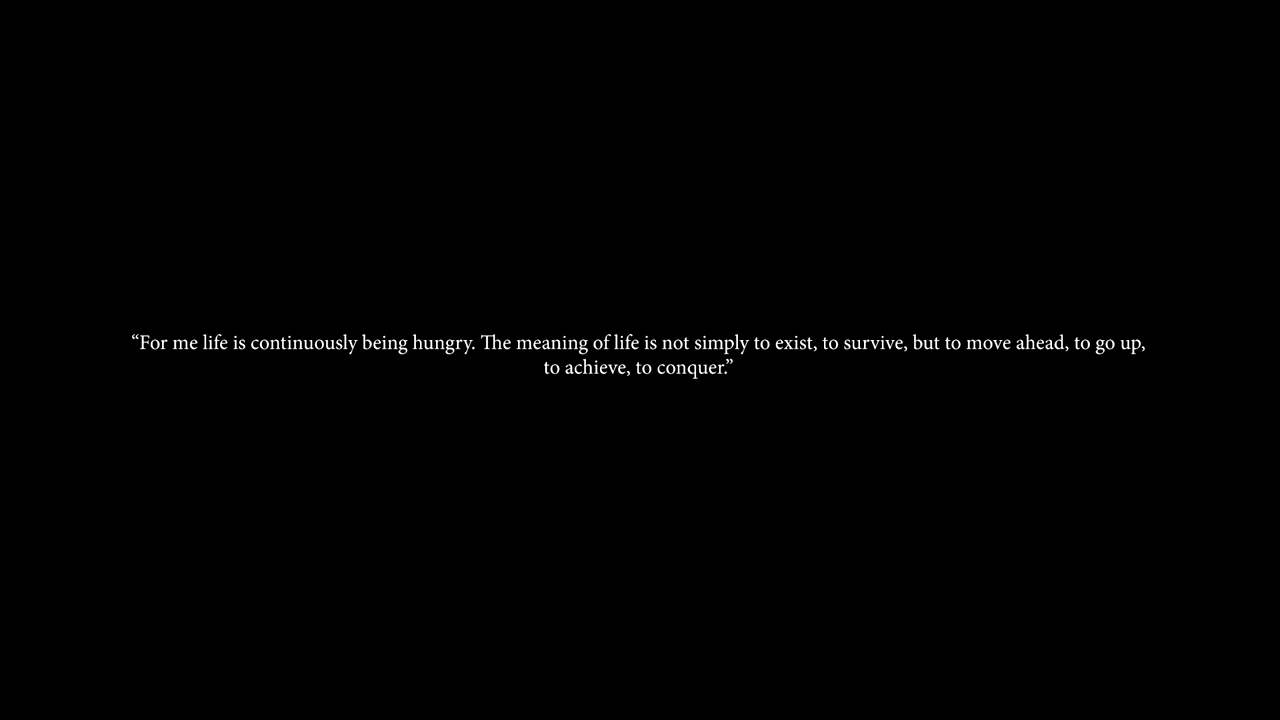 “For me life is continuously being hungry. The meaning of life is not simply to exist, to survive, but to move ahead, to go up,
to achieve, to conquer.”